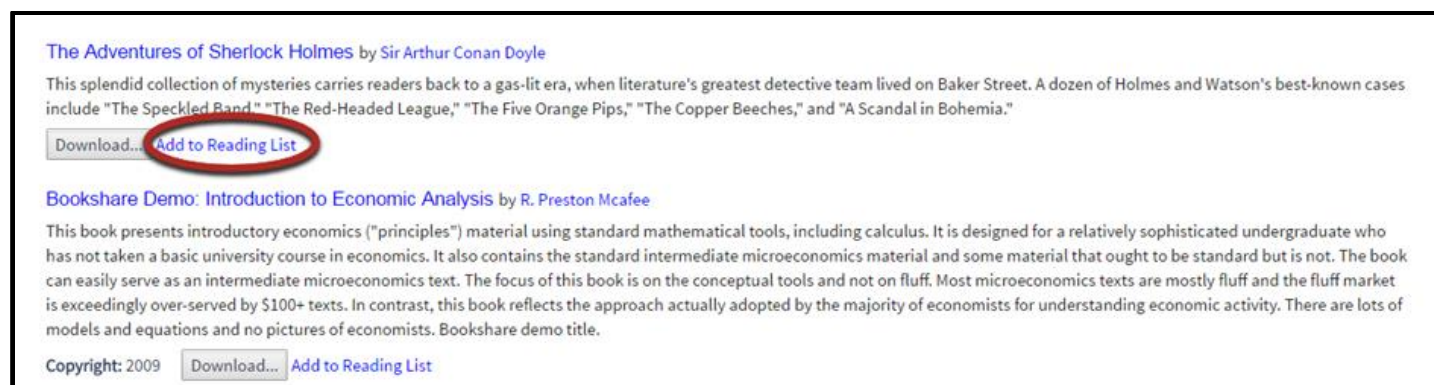 The Adventures of Sherlock Holmes by Sir Arthur Conan Doyle
This splendid collection of mysteries carries readers back to a gas-lit era, when literature's greatest detective team lived on Baker Street. A dozen of Holmes and Watson's best-known cases
include "The Speckled Band," "The Red-Headed League," "The Five Orange Pips," "The Copper Beeches," and "A Scandal in Bohemia."
Download... Add to Reading List
Bookshare Demo: Introduction to Economic Analysis by R. Preston Mcafee
This book presents introductory economics ("principles") material using standard mathematical tools, including calculus. It is designed for a relatively sophisticated undergraduate who
has not taken a basic university course in economics. It also contains the standard intermediate microeconomics material and some material that ought to be standard but is not. The book
can easily serve as an intermediate microeconomics text. The focus of this book is on the conceptual tools and not on fluff. Most microeconomics texts are mostly fluff and the fluff market
is exceedingly over-served by $100+ texts. In contrast, this book reflects the approach actually adopted by the majority of economists for understanding economic activity. There are lots of
models and equations and no pictures of economists. Bookshare demo title.
Copyright: 2009 Download... Add to Reading List